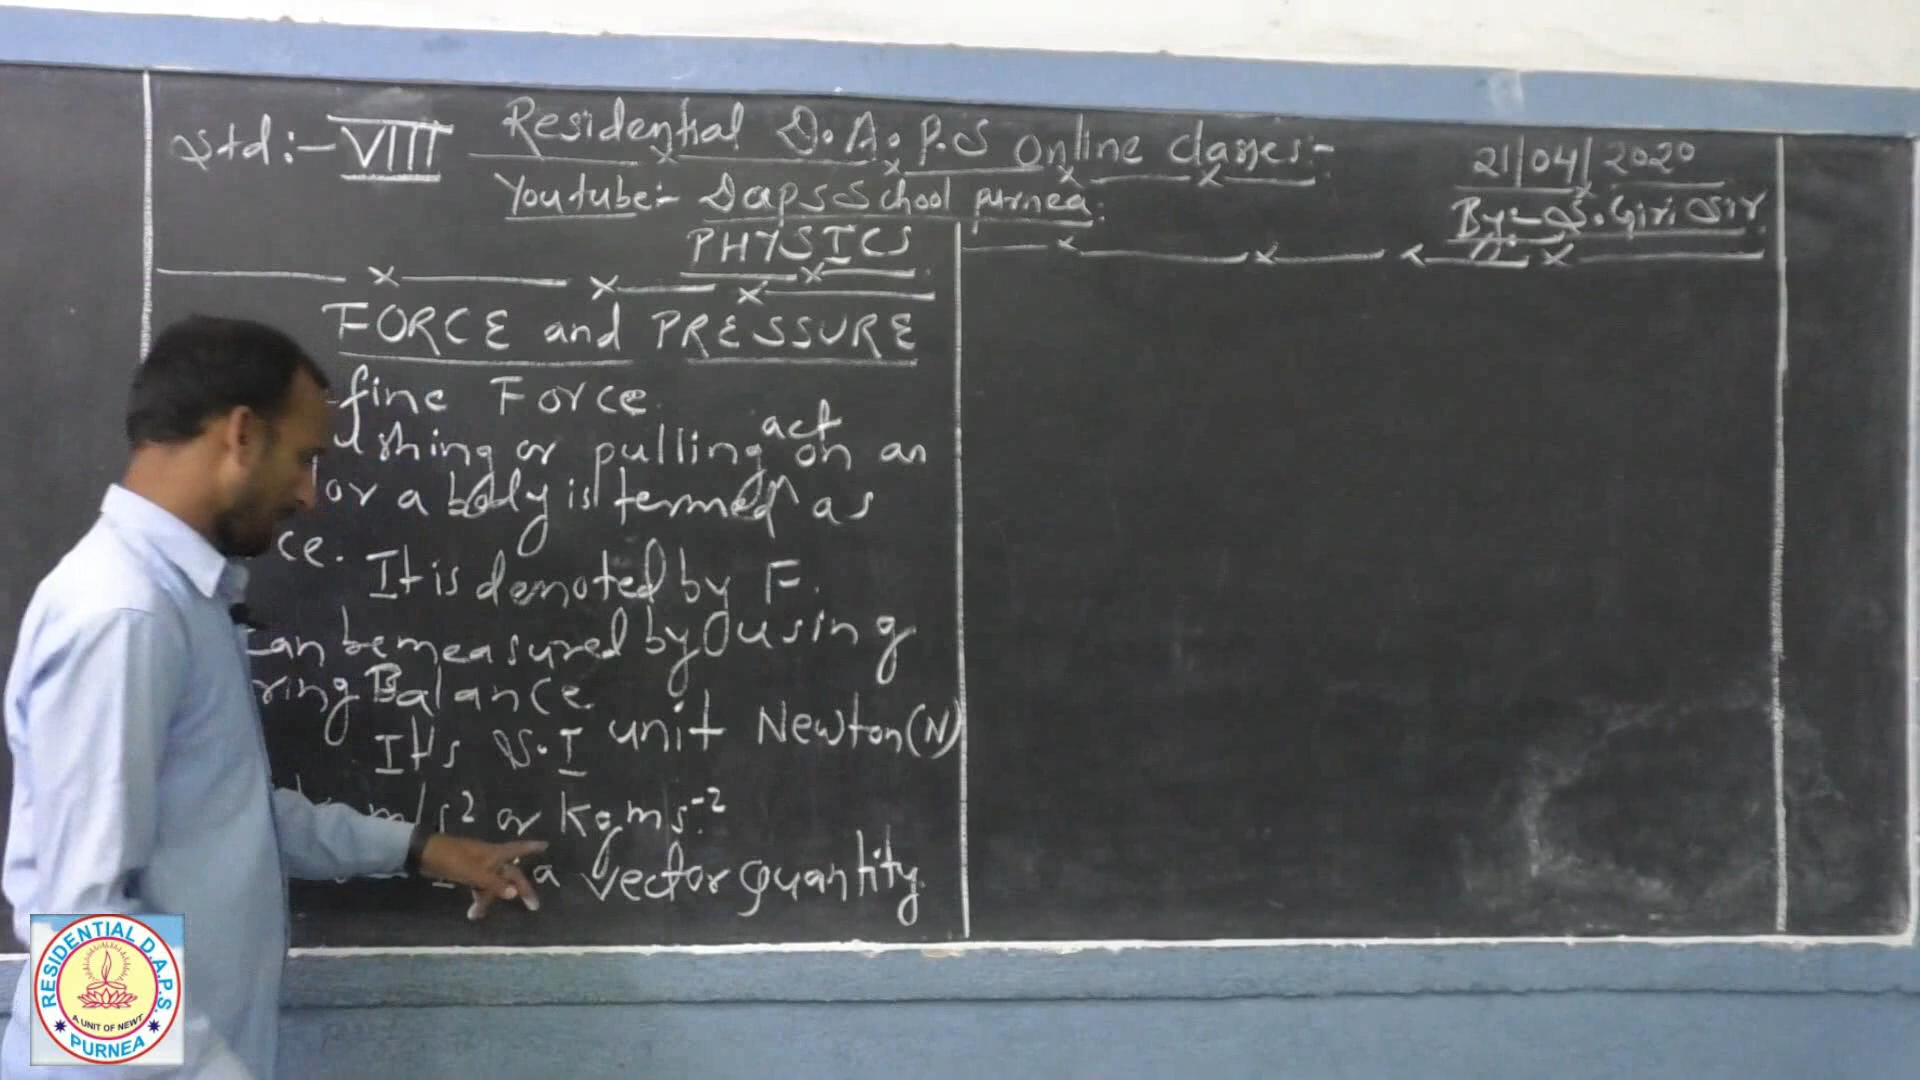 Std:- VIII
Residential D.A.P.S Online classes:-
Youtube:- Daps School purnea.
21/04/2020
By:- S. Giri Sir
PHYSICS
FORCE and PRESSURE
fine Force.
ushing or pulling act on an
or a body is termed as
ce. It is denoted by F.
can be measured by using
ring Balance
It's S.I unit Newton(N)
m/s² or Kgms⁻²
a vector quantity.
RESIDENTIAL D.A.P.S.
A UNIT OF NEWT
PURNEA